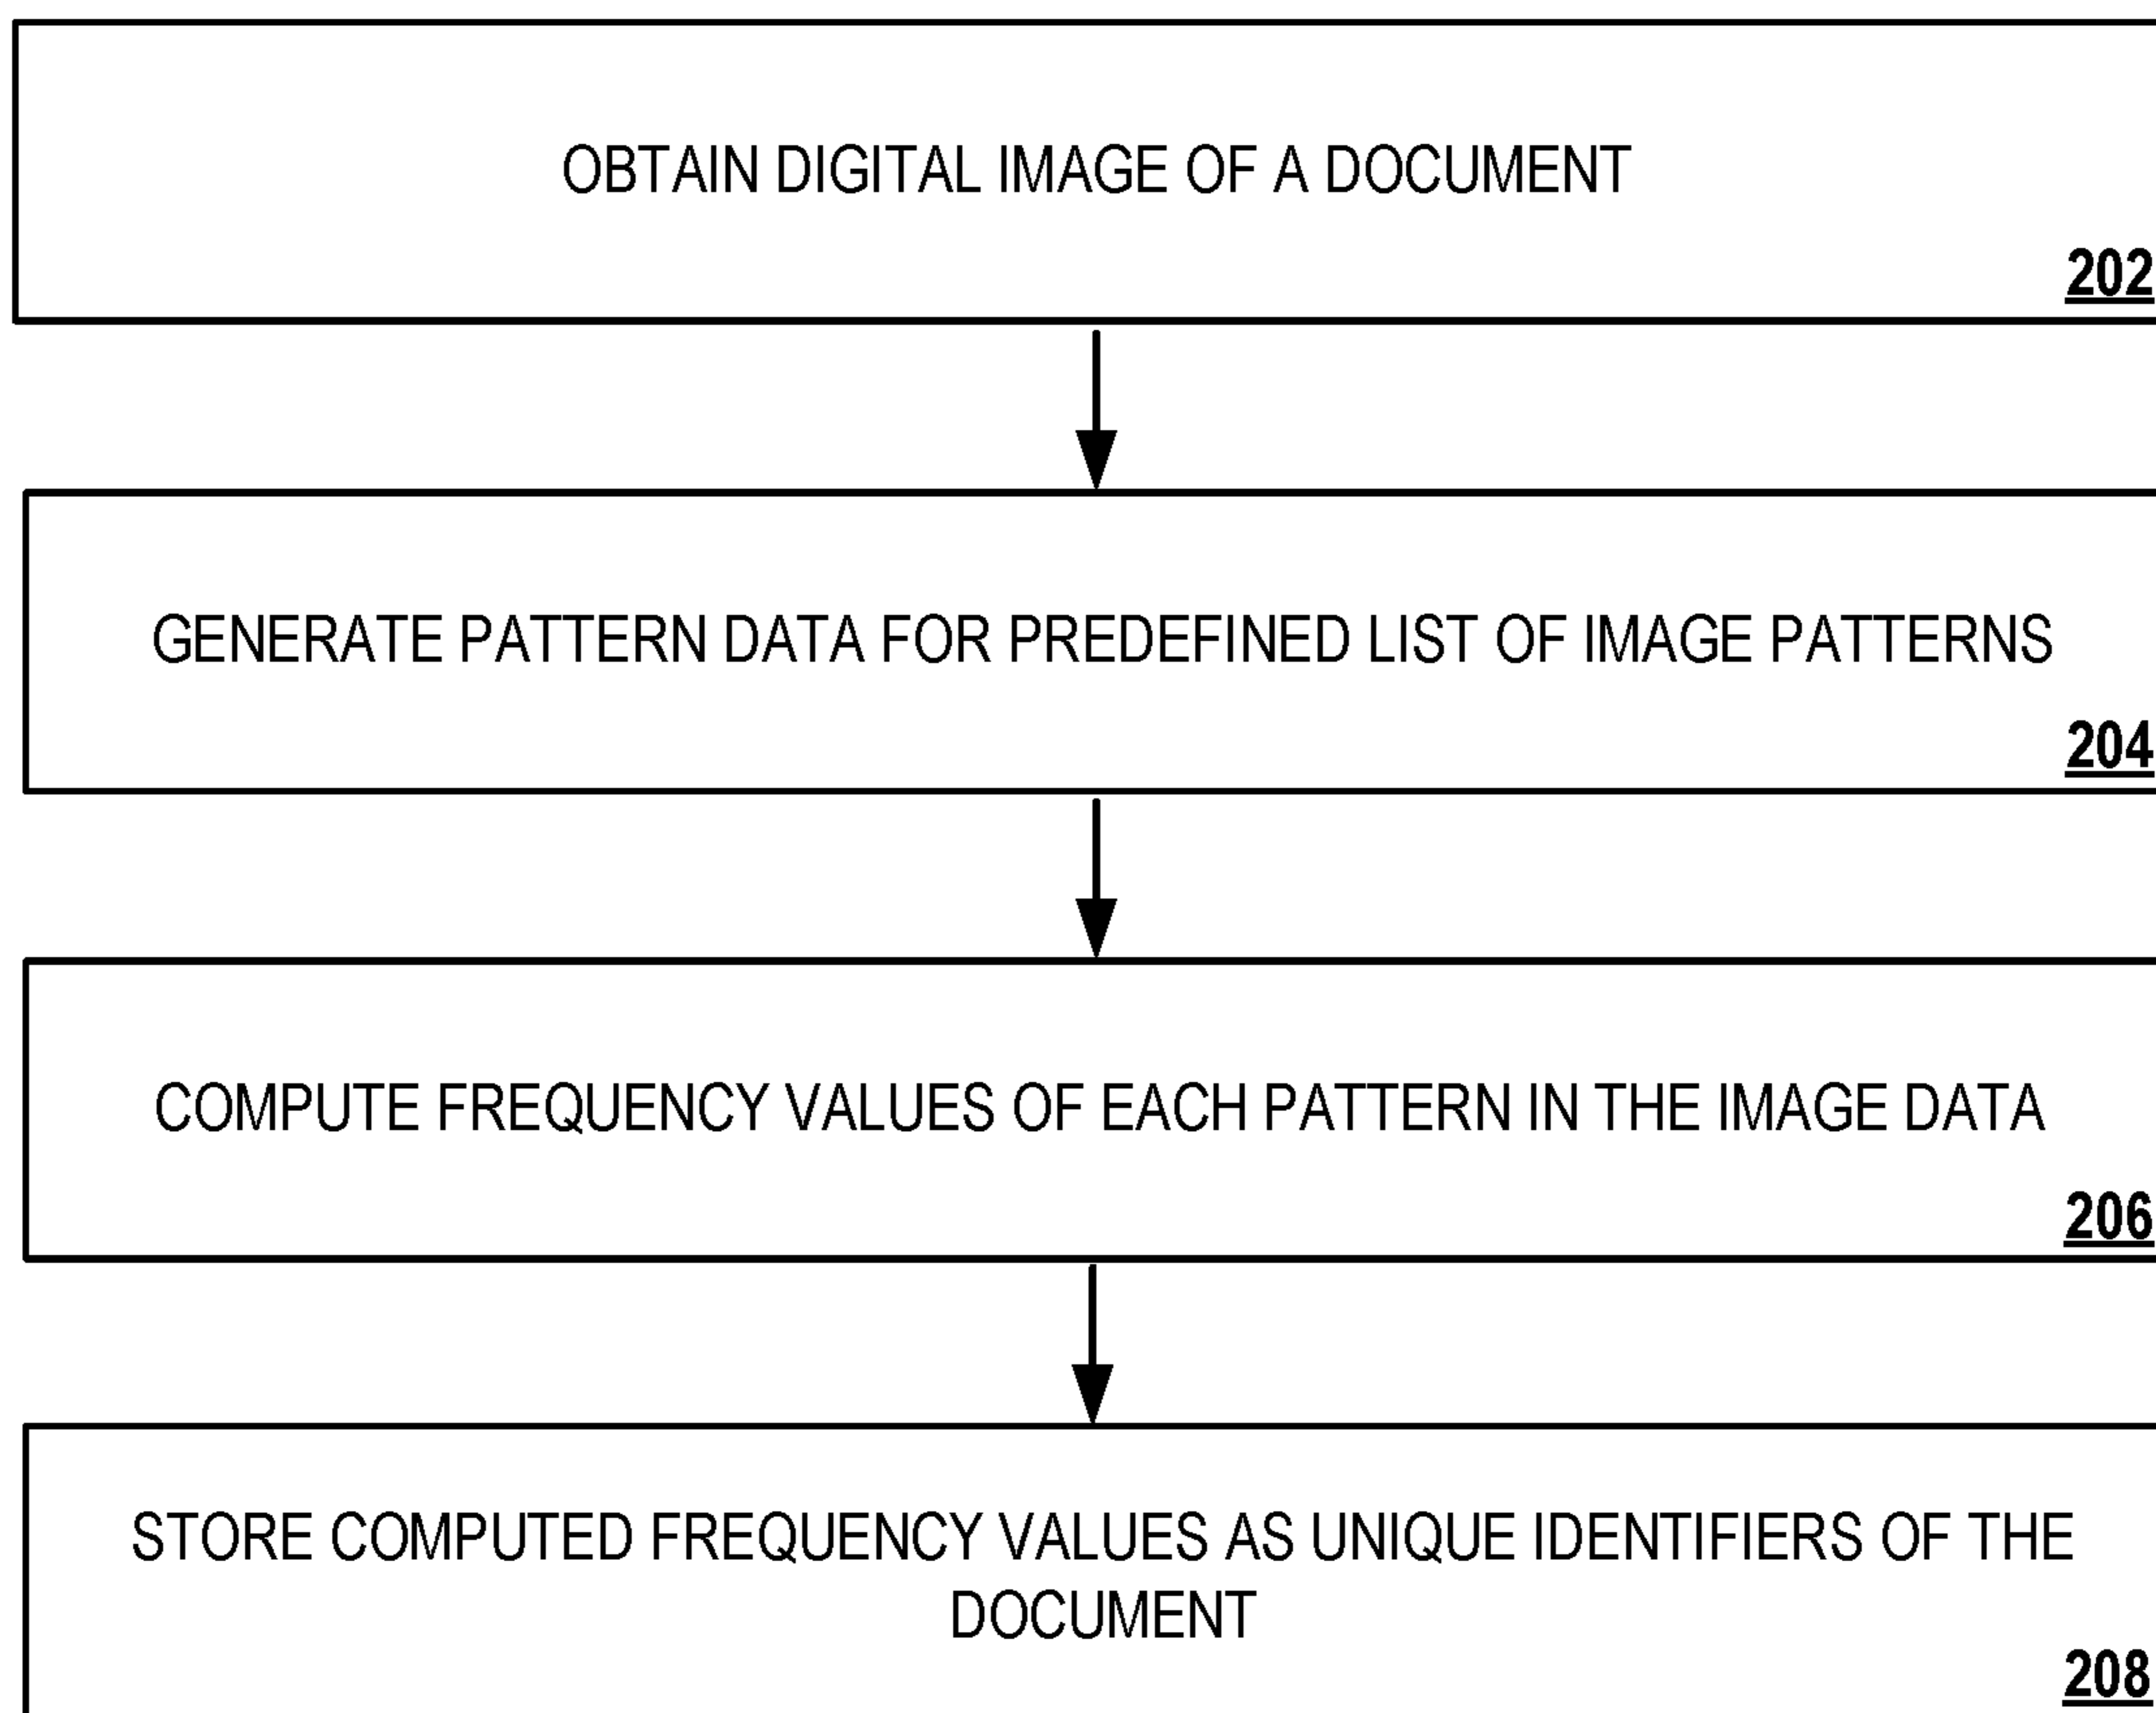 OBTAIN DIGITAL IMAGE OF A DOCUMENT
202
GENERATE PATTERN DATA FOR PREDEFINED LIST OF IMAGE PATTERNS
204
COMPUTE FREQUENCY VALUES OF EACH PATTERN IN THE IMAGE DATA
206
STORE COMPUTED FREQUENCY VALUES AS UNIQUE IDENTIFIERS OF THE
DOCUMENT
208